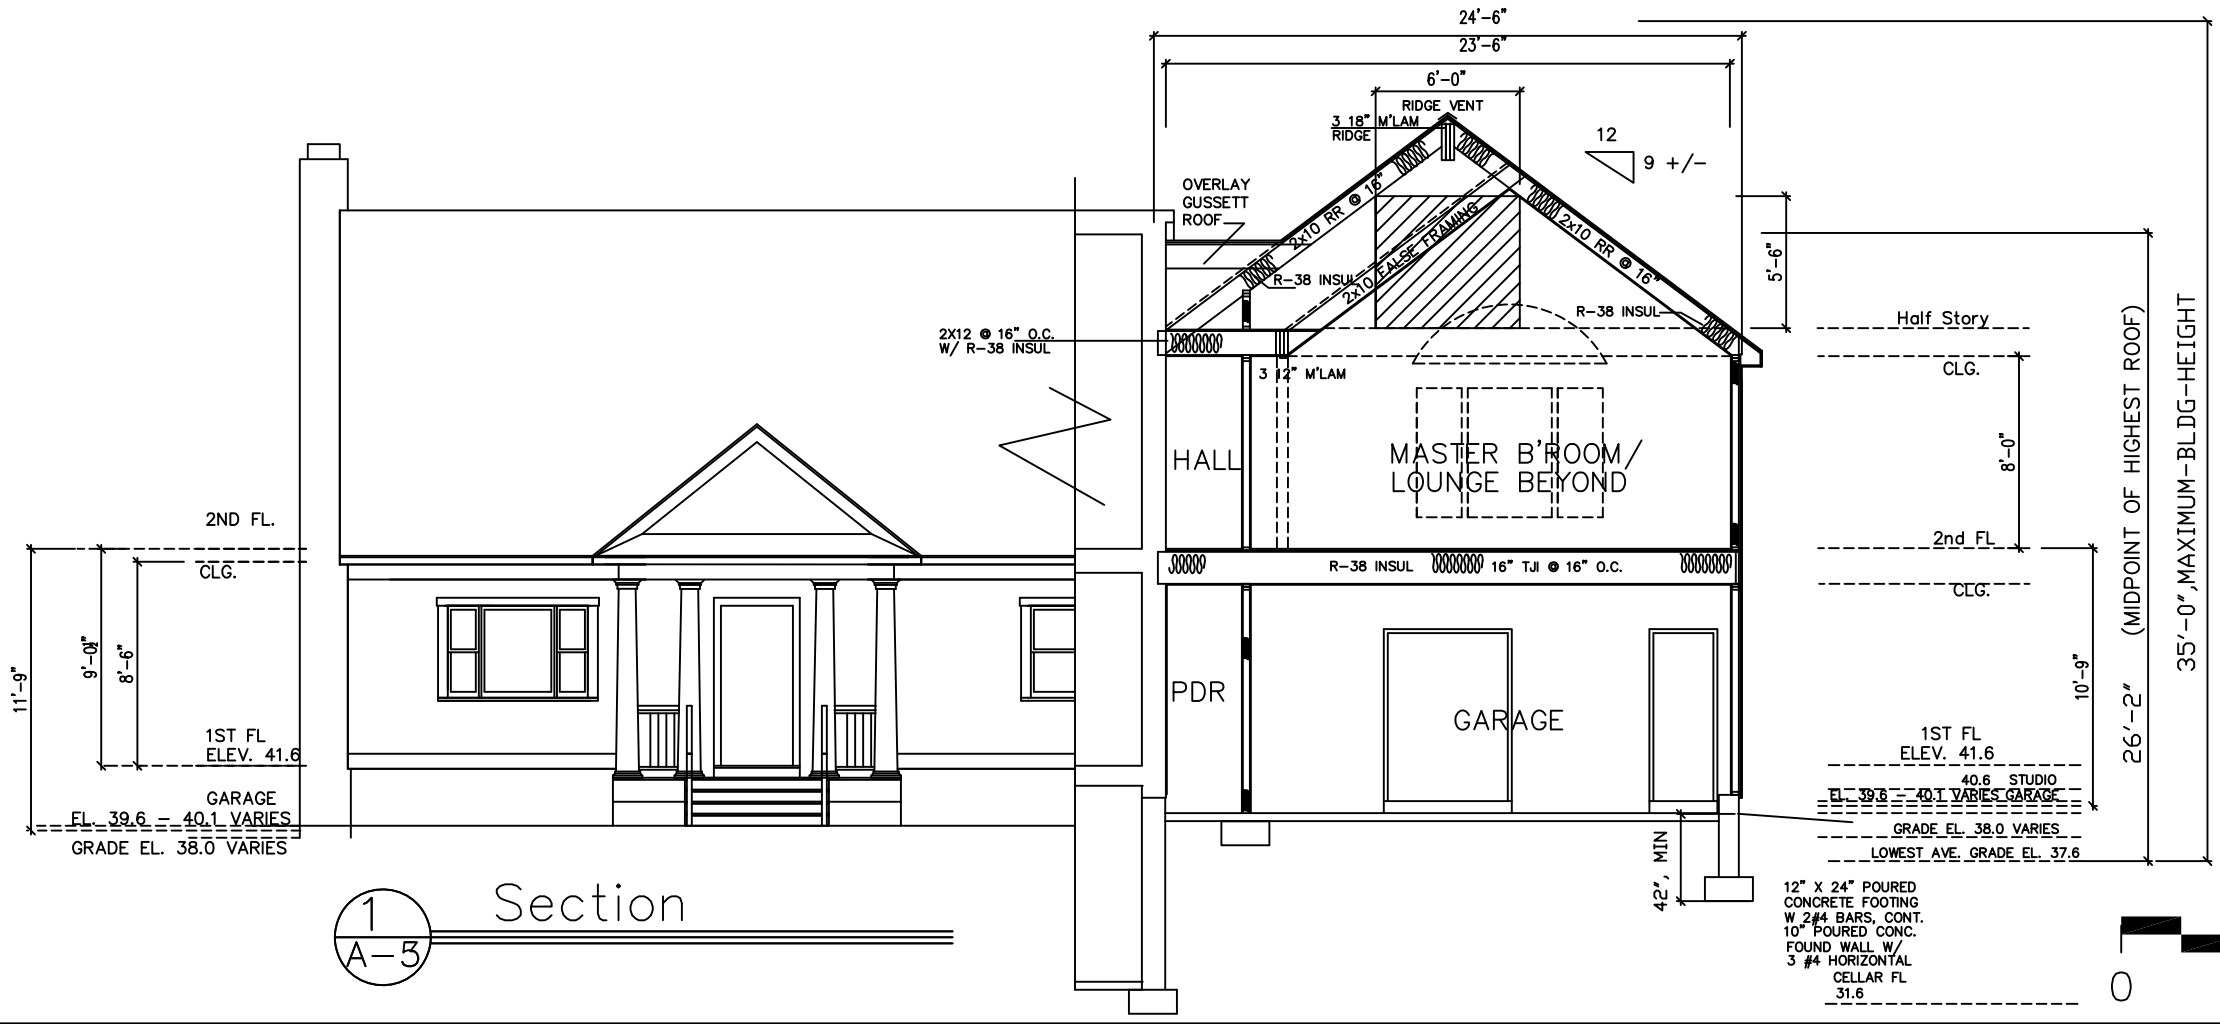 24'-6"
23'-6"
6'-0"
RIDGE VENT
3 18" M'LAM
RIDGE
12
9 +/-
OVERLAY
GUSSETT
ROOF
2x10 RR @ 16"
2x10 FALSE FRAMING
2x10 RR @ 16"
R-38 INSUL
R-38 INSUL
5'-6"
2X12 @ 16" O.C.
W/ R-38 INSUL
3 12" M'LAM
Half Story
CLG.
8'-0"
HALL
MASTER B'ROOM/
LOUNGE BEYOND
2ND FL.
CLG.
2nd FL
CLG.
R-38 INSUL
16" TJI @ 16" O.C.
11'-9"
9'-0½"
8'-6"
PDR
GARAGE
10'-9"
26'-2" (MIDPOINT OF HIGHEST ROOF)
35'-0",MAXIMUM-BLDG-HEIGHT
1ST FL
ELEV. 41.6
GARAGE
EL. 39.6 - 40.1 VARIES
GRADE EL. 38.0 VARIES
1ST FL
ELEV. 41.6
40.6 STUDIO
EL. 39.6 - 40.1 VARIES GARAGE
GRADE EL. 38.0 VARIES
LOWEST AVE. GRADE EL. 37.6
42", MIN
12" X 24" POURED
CONCRETE FOOTING
W 2#4 BARS, CONT.
10" POURED CONC.
FOUND WALL W/
3 #4 HORIZONTAL
CELLAR FL
31.6
1
A-5
Section
0